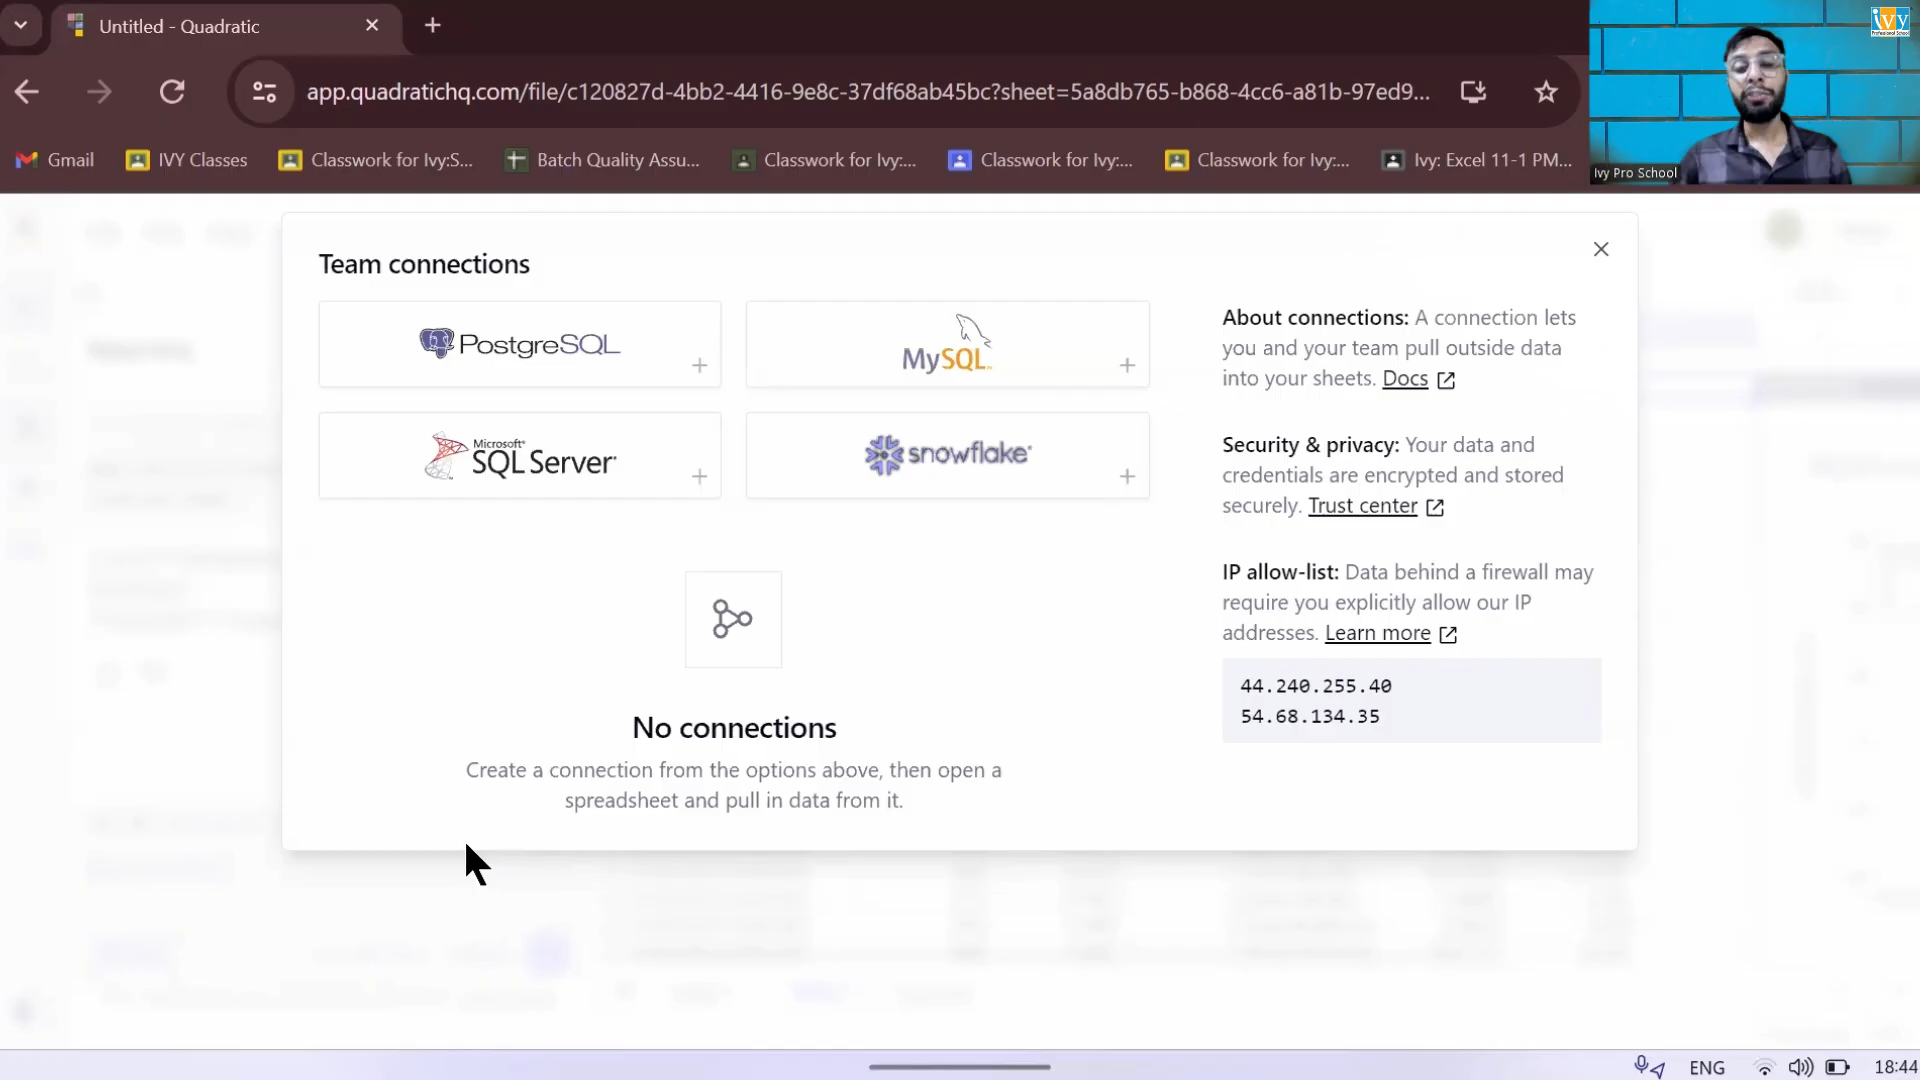 Untitled - Quadratic
app.quadratichq.com/file/c120827d-4bb2-4416-9e8c-37df68ab45bc?sheet=5a8db765-b868-4cc6-a81b-97ed9...
Gmail
IVY Classes
Classwork for Ivy:S...
Batch Quality Assu...
Classwork for Ivy:...
Classwork for Ivy:...
Classwork for Ivy:...
Ivy: Excel 11-1 PM...
ivy
Professional School
Ivy Pro School
Team connections
PostgreSQL
MySQL
Microsoft
SQL Server
snowflake
No connections
Create a connection from the options above, then open a
spreadsheet and pull in data from it.
About connections: A connection lets
you and your team pull outside data
into your sheets. Docs
Security & privacy: Your data and
credentials are encrypted and stored
securely. Trust center
IP allow-list: Data behind a firewall may
require you explicitly allow our IP
addresses. Learn more
44.240.255.40
54.68.134.35
ENG
18:44